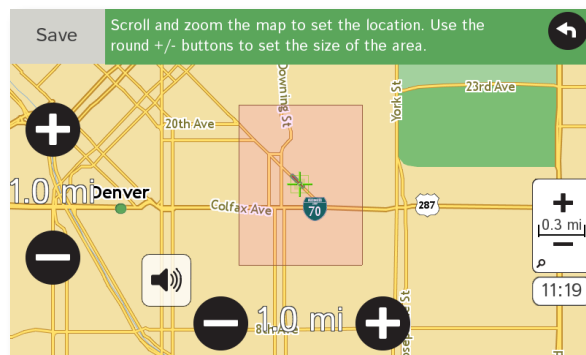 Save
Scroll and zoom the map to set the location. Use the
round +/- buttons to set the size of the area.
Downing St
York St
23rd Ave
20th Ave
1.0 mi
Denver
Colfax Ave
70
287
0.3 mi
11:19
1.0 mi
8th Ave